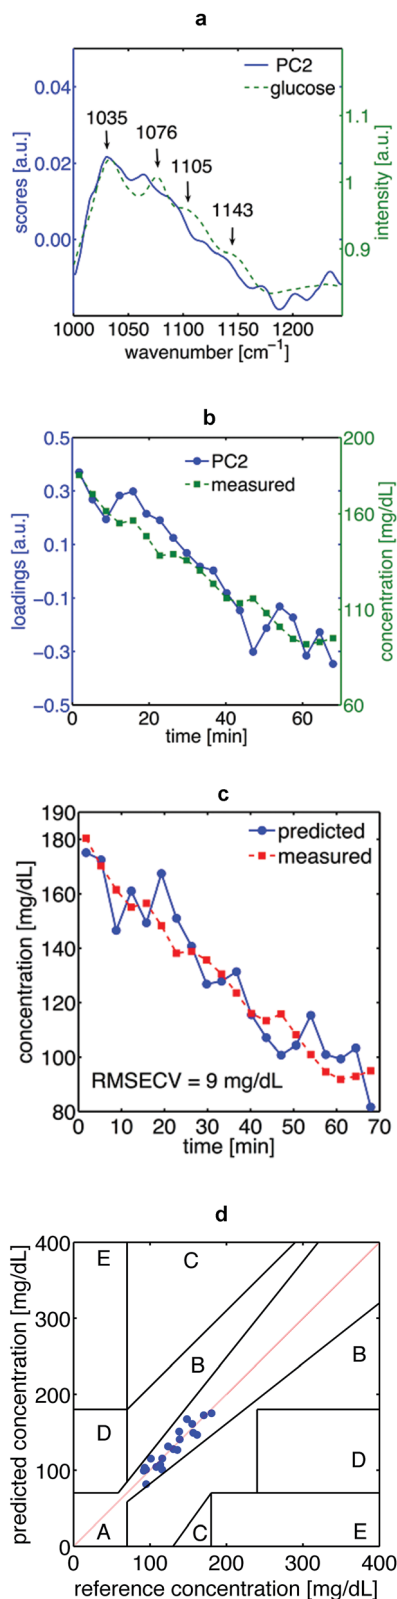 a
PC2
glucose
0.04
0.02
0.00
scores [a.u.]
1.1
1
0.9
intensity [a.u.]
1035
1076
1105
1143
1000 1050 1100 1150 1200
wavenumber [cm⁻¹]
b
PC2
measured
0.5
0.3
0.1
−0.1
−0.3
−0.5
loadings [a.u.]
200
160
110
60
concentration [mg/dL]
0 20 40 60
time [min]
c
predicted
measured
190
180
160
140
120
100
80
concentration [mg/dL]
RMSECV = 9 mg/dL
0 10 20 30 40 50 60 70
time [min]
d
400
300
200
100
0
predicted concentration [mg/dL]
E
C
B
B
D
D
A
C
E
0 100 200 300 400
reference concentration [mg/dL]